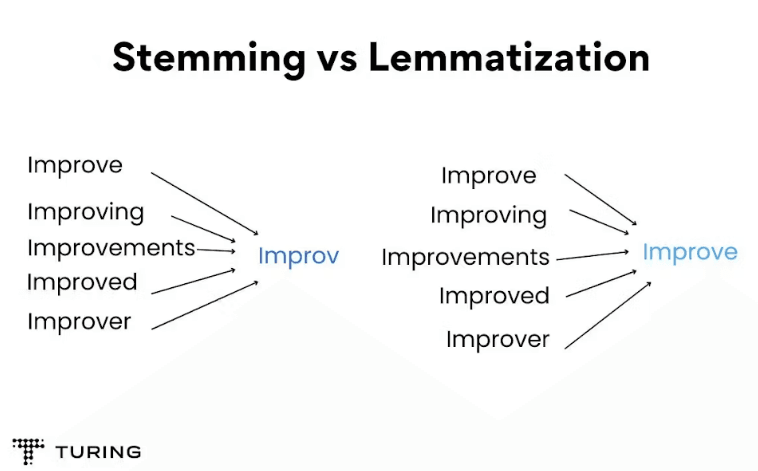 Stemming vs Lemmatization
Improve
Improving
Improvements
Improved
Improver
Improv
Improve
Improving
Improvements
Improved
Improver
Improve
TURING